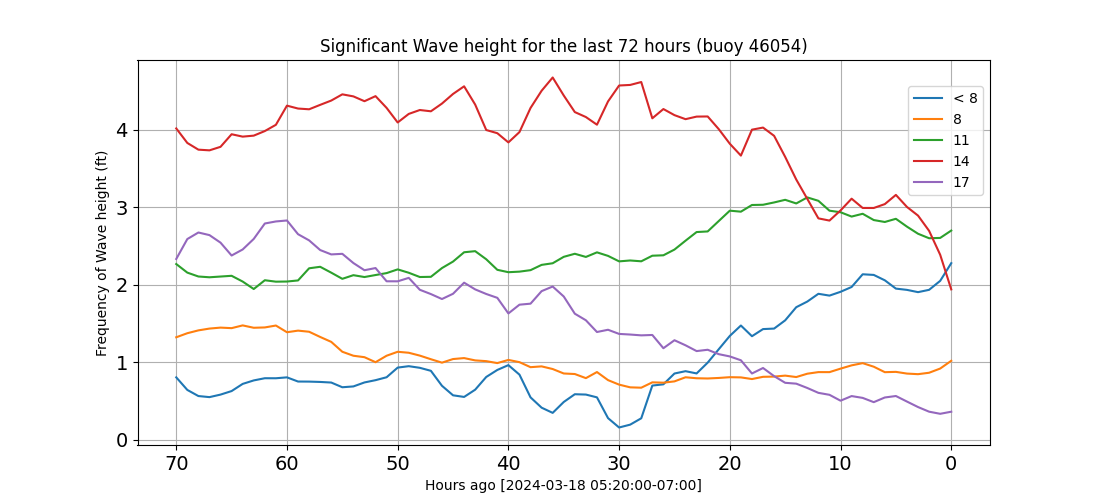 Significant Wave height for the last 72 hours (buoy 46054)
Frequency of Wave height (ft)
4
3
2
1
0
< 8
8
11
14
17
70 60 50 40 30 20 10 0
Hours ago [2024-03-18 05:20:00-07:00]